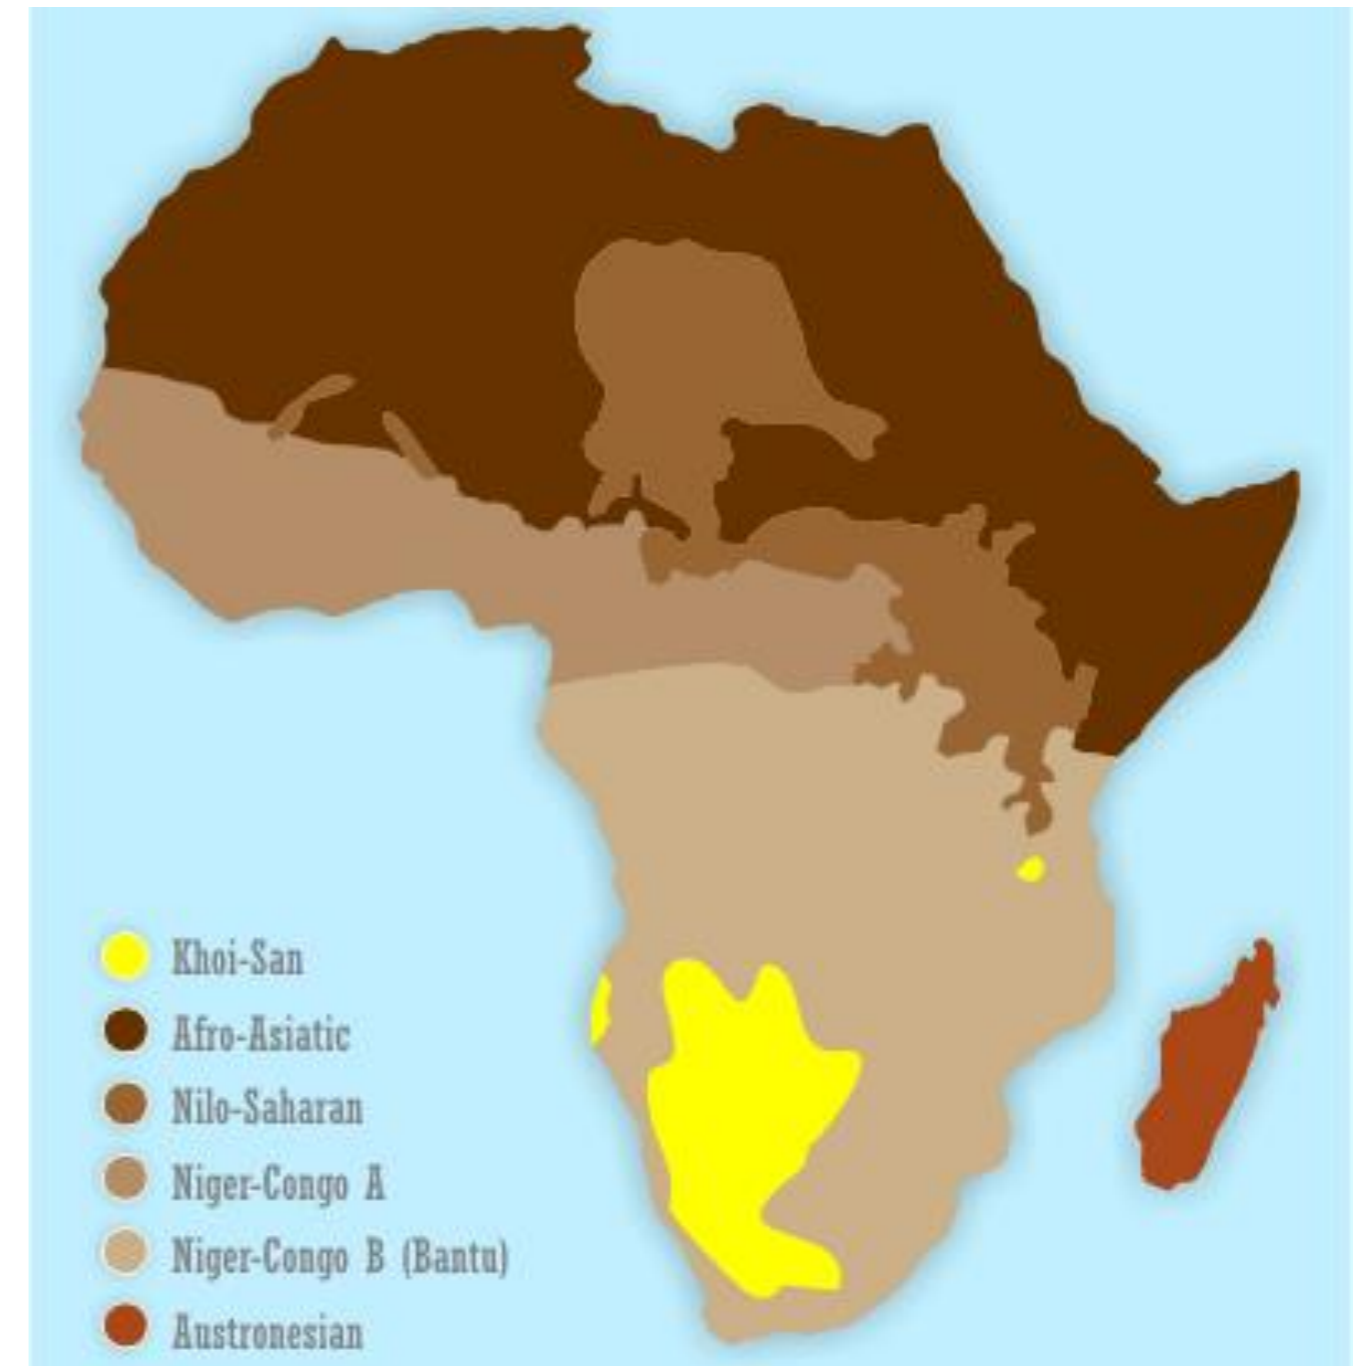 Khoi-San
Afro-Asiatic
Nilo-Saharan
Niger-Congo A
Niger-Congo B (Bantu)
Austronesian